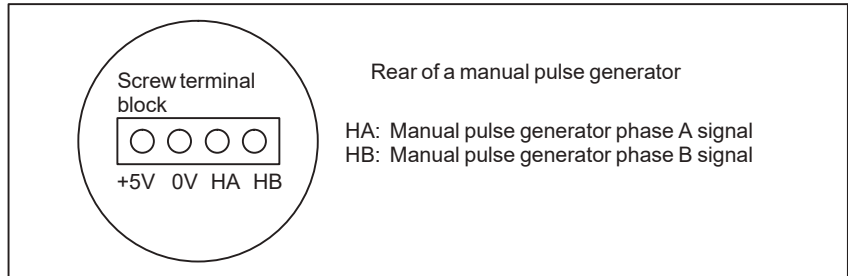 Screw terminal
block
+5V 0V HA HB
Rear of a manual pulse generator
HA: Manual pulse generator phase A signal
HB: Manual pulse generator phase B signal